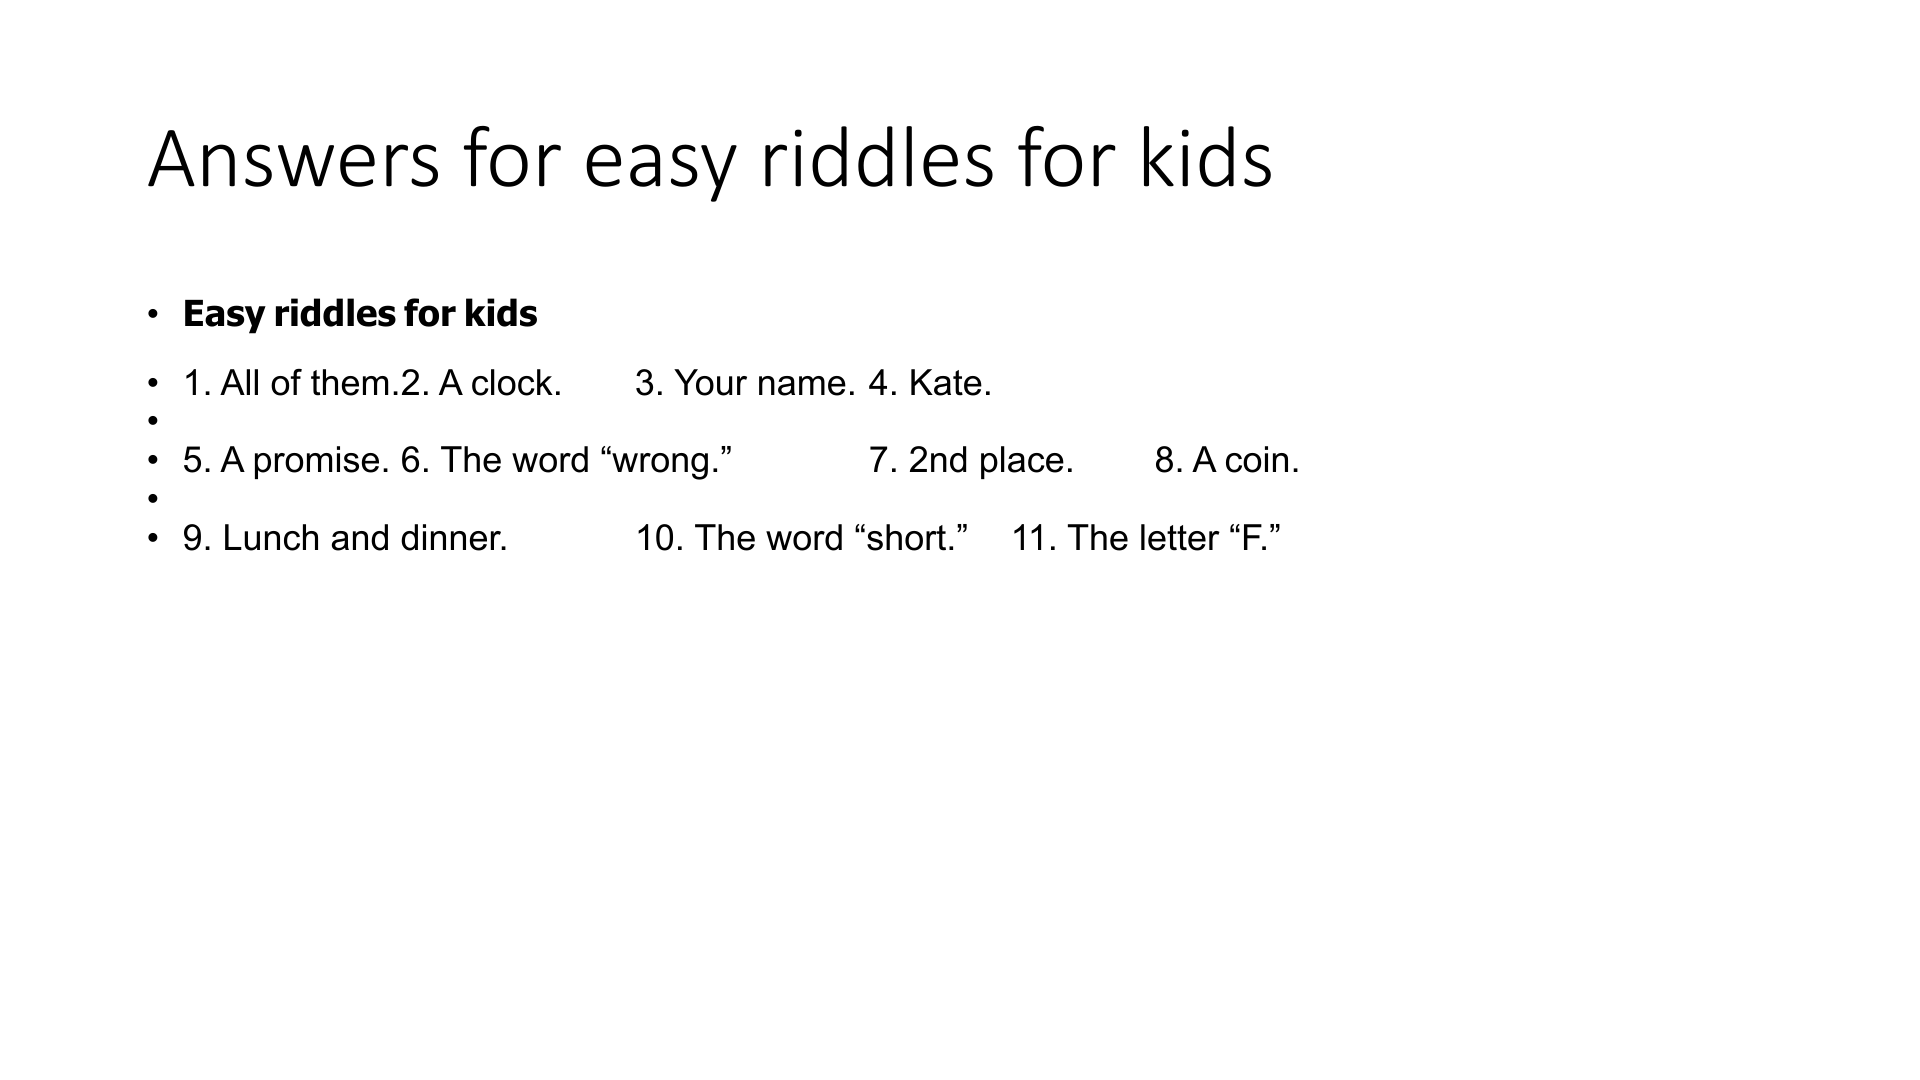 Answers for easy riddles for kids
• Easy riddles for kids
• 1. All of them.2. A clock. 3. Your name. 4. Kate.
•
• 5. A promise. 6. The word “wrong.” 7. 2nd place. 8. A coin.
•
• 9. Lunch and dinner. 10. The word “short.” 11. The letter “F.”